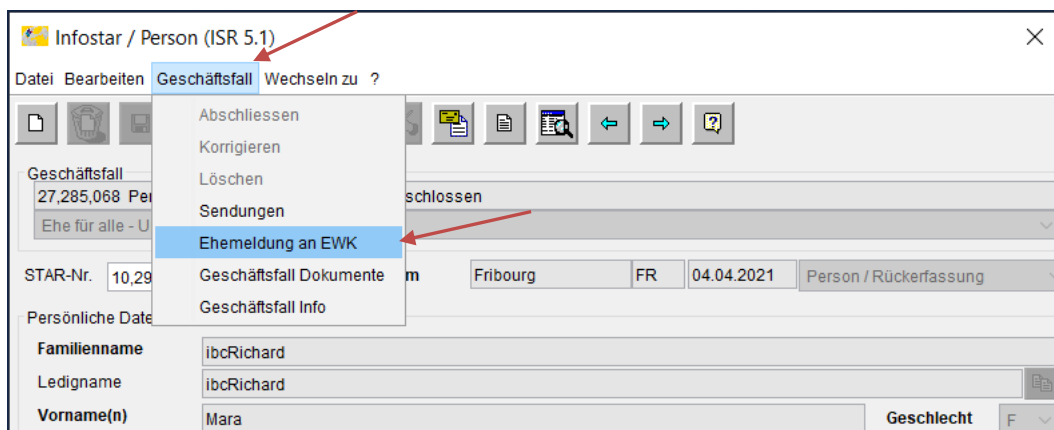 Infostar / Person (ISR 5.1)
Datei Bearbeiten Geschäftsfall Wechseln zu ?
Abschliessen
Korrigieren
Löschen
Sendungen
Ehemeldung an EWK
Geschäftsfall Dokumente
Geschäftsfall Info
Geschäftsfall
27,285,068 schlossen
Ehe für alle - U
STAR-Nr. 10,29 m Fribourg FR 04.04.2021 Person / Rückerfassung
Persönliche Date
Familienname ibcRichard
Ledigname ibcRichard
Vorname(n) Mara Geschlecht F